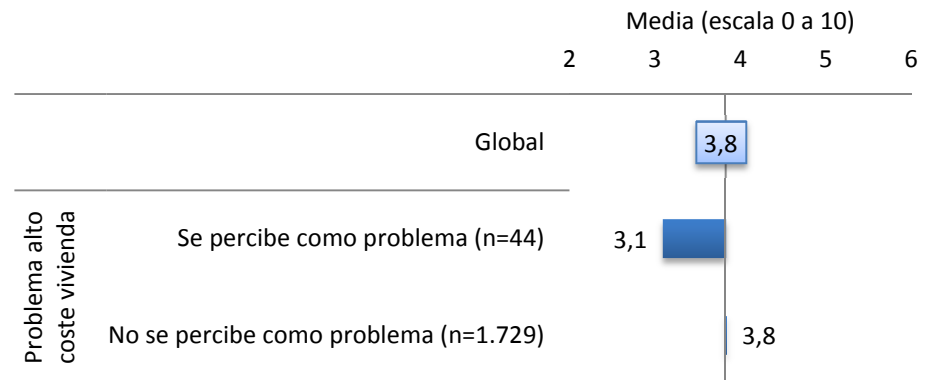 Media (escala 0 a 10)
2 3 4 5 6
Global 3,8
Problema alto
coste vivienda
Se percibe como problema (n=44) 3,1
No se percibe como problema (n=1.729) 3,8